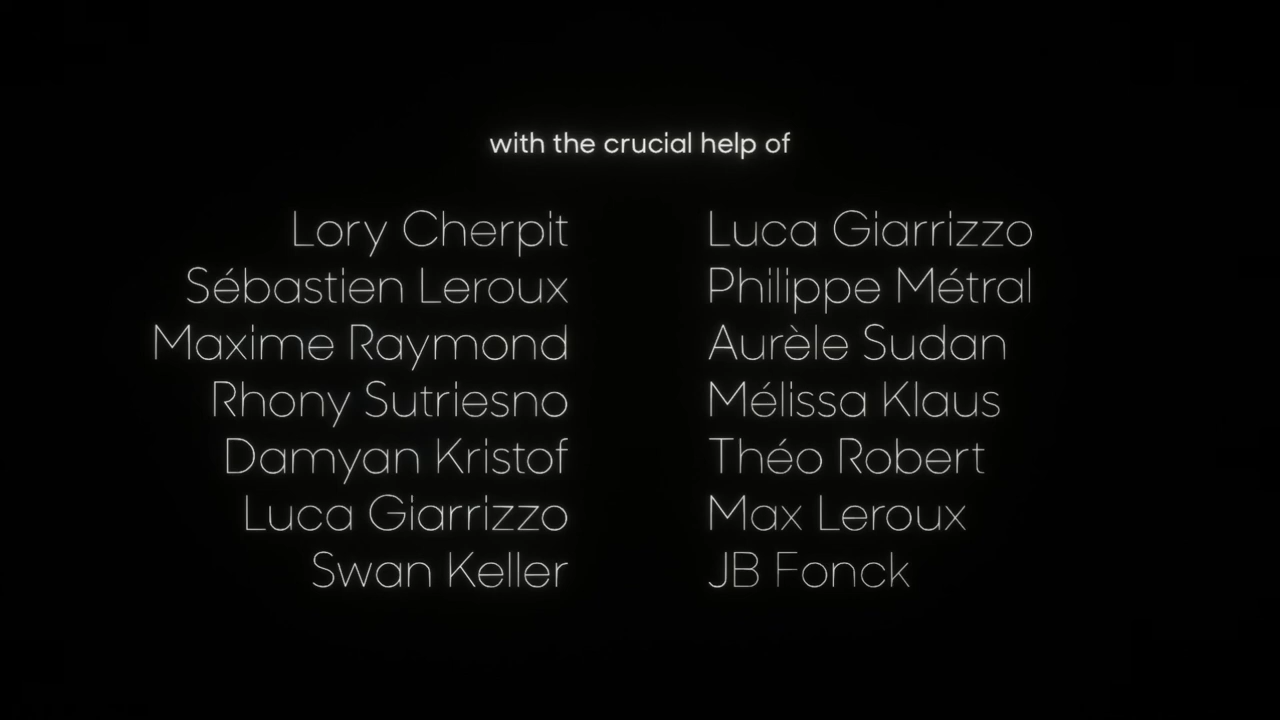 with the crucial help of
Lory Cherpit
Sébastien Leroux
Maxime Raymond
Rhony Sutriesno
Damyan Kristof
Luca Giarrizzo
Swan Keller
Luca Giarrizzo
Philippe Métral
Aurèle Sudan
Mélissa Klaus
Théo Robert
Max Leroux
JB Fonck